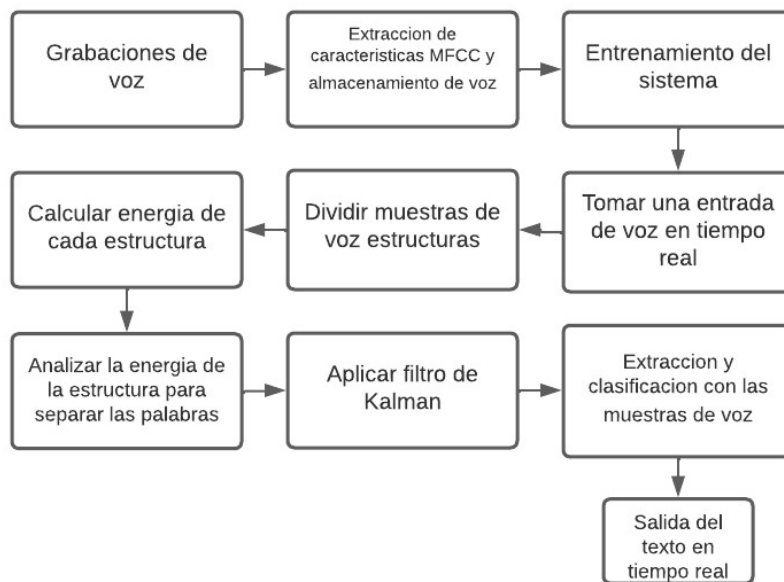 Grabaciones de
voz
Extraccion de
caracteristicas MFCC y
almacenamiento de voz
Entrenamiento del
sistema
Tomar una entrada
de voz en tiempo
real
Dividir muestras de
voz estructuras
Calcular energia de
cada estructura
Analizar la energia de
la estructura para
separar las palabras
Aplicar filtro de
Kalman
Extraccion y
clasificacion con las
muestras de voz
Salida del
texto en
tiempo real